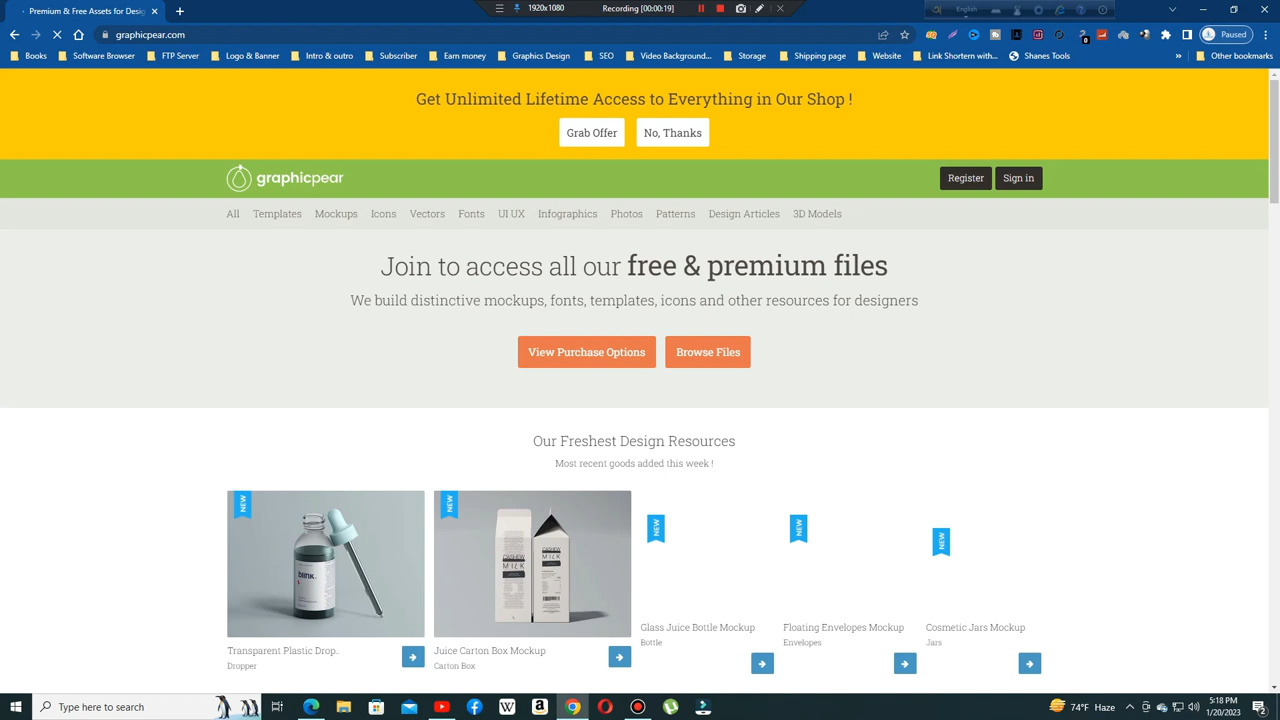 1920x1080
Recording [00:00:19]
English
Premium & Free Assets for Desig
graphicpear.com
Paused
Books
Software Browser
FTP Server
Logo & Banner
Intro & outro
Subscriber
Earn money
Graphics Design
SEO
Video Background...
Storage
Shipping page
Website
Link Shortern with...
Shanes Tools
»
Other bookmarks
Get Unlimited Lifetime Access to Everything in Our Shop !
Grab Offer
No, Thanks
graphicpear
Register
Sign in
All
Templates
Mockups
Icons
Vectors
Fonts
UI UX
Infographics
Photos
Patterns
Design Articles
3D Models
Join to access all our free & premium files
We build distinctive mockups, fonts, templates, icons and other resources for designers
View Purchase Options
Browse Files
Our Freshest Design Resources
Most recent goods added this week !
NEW
NEW
NEW
NEW
NEW
blink.
CASHEW
MILK
CASHEW
MILK
Transparent Plastic Drop..
Dropper
Juice Carton Box Mockup
Carton Box
Glass Juice Bottle Mockup
Bottle
Floating Envelopes Mockup
Envelopes
Cosmetic Jars Mockup
Jars
Type here to search
74°F Haze
5:18 PM
1/20/2023